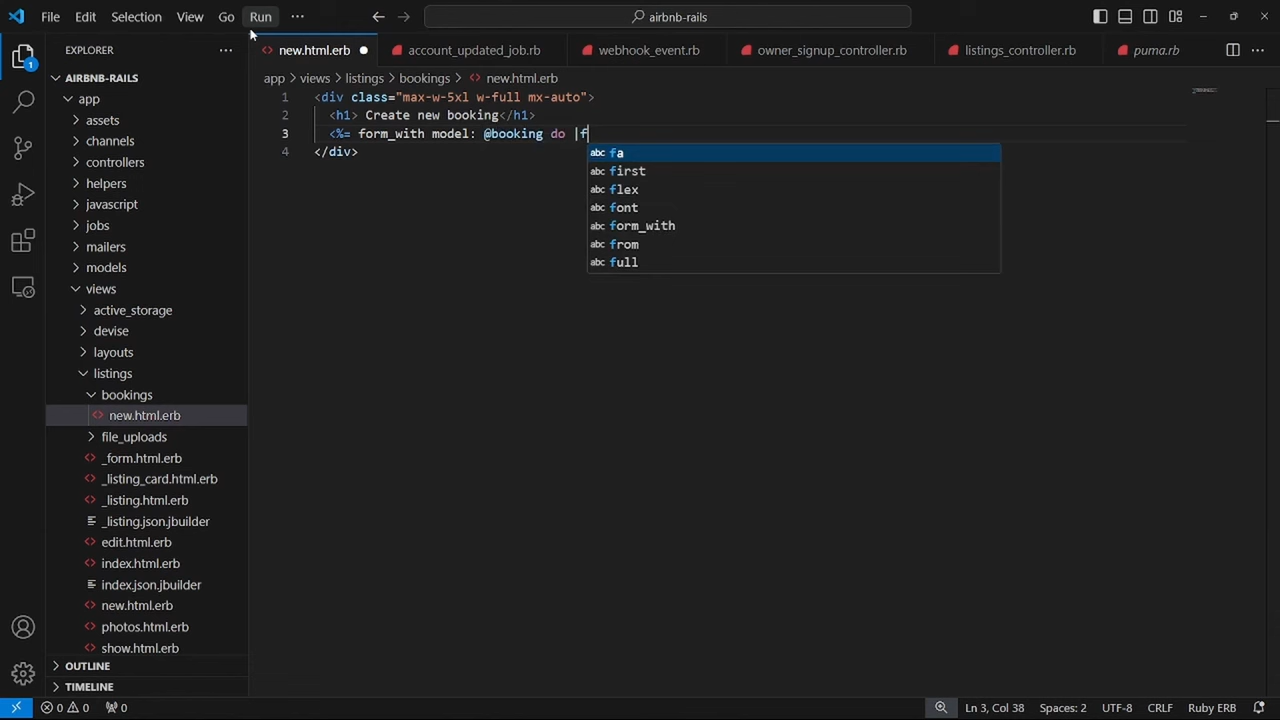 File Edit Selection View Go Run ··· airbnb-rails
EXPLORER ···
new.html.erb account_updated_job.rb webhook_event.rb owner_signup_controller.rb listings_controller.rb puma.rb ···
AIRBNB-RAILS
app
assets
channels
controllers
helpers
javascript
jobs
mailers
models
views
active_storage
devise
layouts
listings
bookings
new.html.erb
file_uploads
_form.html.erb
_listing_card.html.erb
_listing.html.erb
_listing.json.jbuilder
edit.html.erb
index.html.erb
index.json.jbuilder
new.html.erb
photos.html.erb
show.html.erb
OUTLINE
TIMELINE
1
app > views > listings > bookings > new.html.erb
1 <div class="max-w-5xl w-full mx-auto">
2 <h1> Create new booking</h1>
3 <%= form_with model: @booking do |f
4 </div>
abc fa
abc first
abc flex
abc font
abc form_with
abc from
abc full
0 0 0 Ln 3, Col 38 Spaces: 2 UTF-8 CRLF Ruby ERB